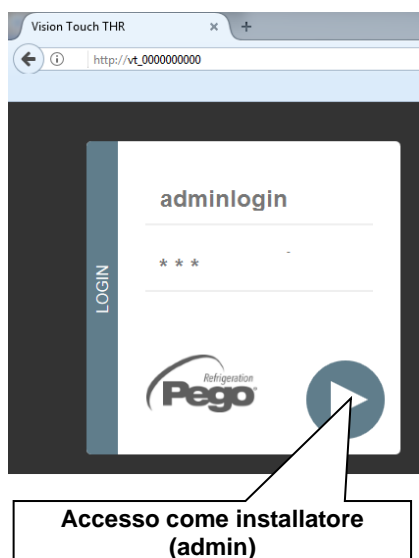 Vision Touch THR
http://vt_0000000000
LOGIN
adminlogin
***
Refrigeration
Pego
Accesso come installatore
(admin)